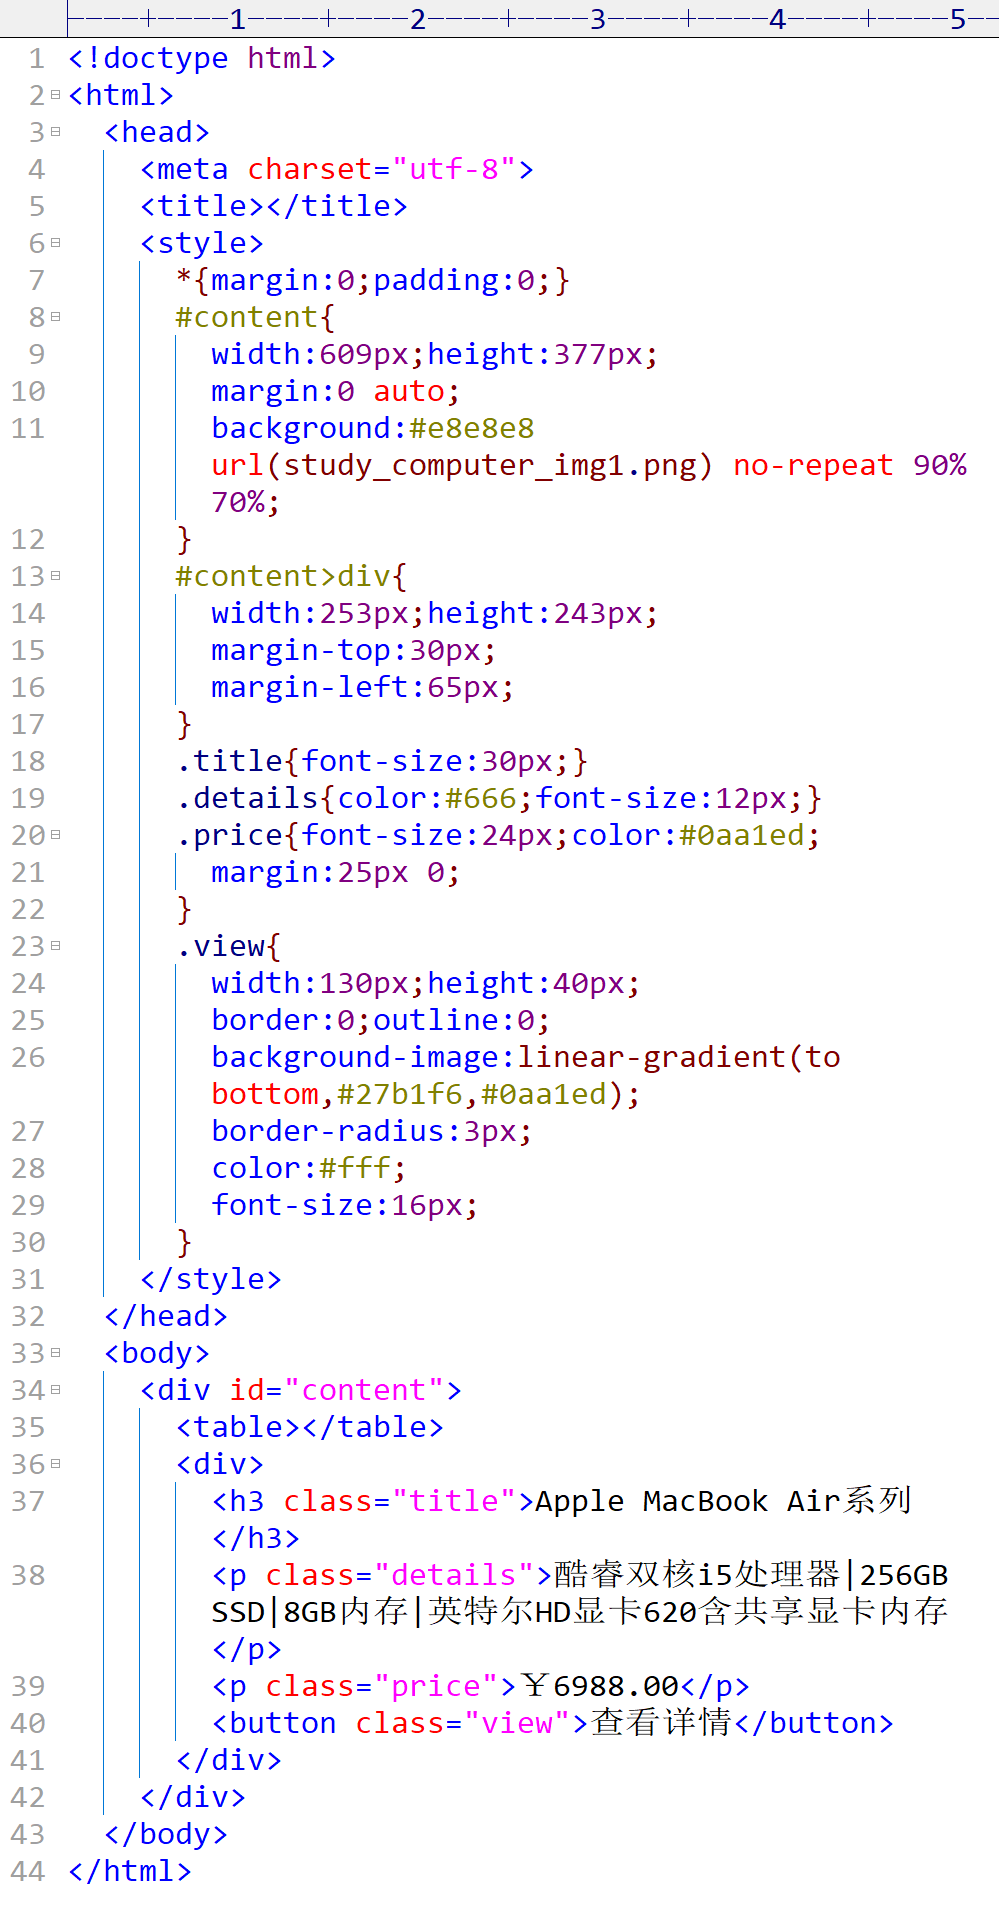 1 2 3 4 5
1 <!doctype html>
2 <html>
3 <head>
4 <meta charset="utf-8">
5 <title></title>
6 <style>
7 *{margin:0;padding:0;}
8 #content{
9 width:609px;height:377px;
10 margin:0 auto;
11 background:#e8e8e8
url(study_computer_img1.png) no-repeat 90%
70%;
12 }
13 #content>div{
14 width:253px;height:243px;
15 margin-top:30px;
16 margin-left:65px;
17 }
18 .title{font-size:30px;}
19 .details{color:#666;font-size:12px;}
20 .price{font-size:24px;color:#0aa1ed;
21 margin:25px 0;
22 }
23 .view{
24 width:130px;height:40px;
25 border:0;outline:0;
26 background-image:linear-gradient(to
bottom,#27b1f6,#0aa1ed);
27 border-radius:3px;
28 color:#fff;
29 font-size:16px;
30 }
31 </style>
32 </head>
33 <body>
34 <div id="content">
35 <table></table>
36 <div>
37 <h3 class="title">Apple MacBook Air系列
</h3>
38 <p class="details">酷睿双核i5处理器|256GB
SSD|8GB内存|英特尔HD显卡620含共享显卡内存
</p>
39 <p class="price">￥6988.00</p>
40 <button class="view">查看详情</button>
41 </div>
42 </div>
43 </body>
44 </html>